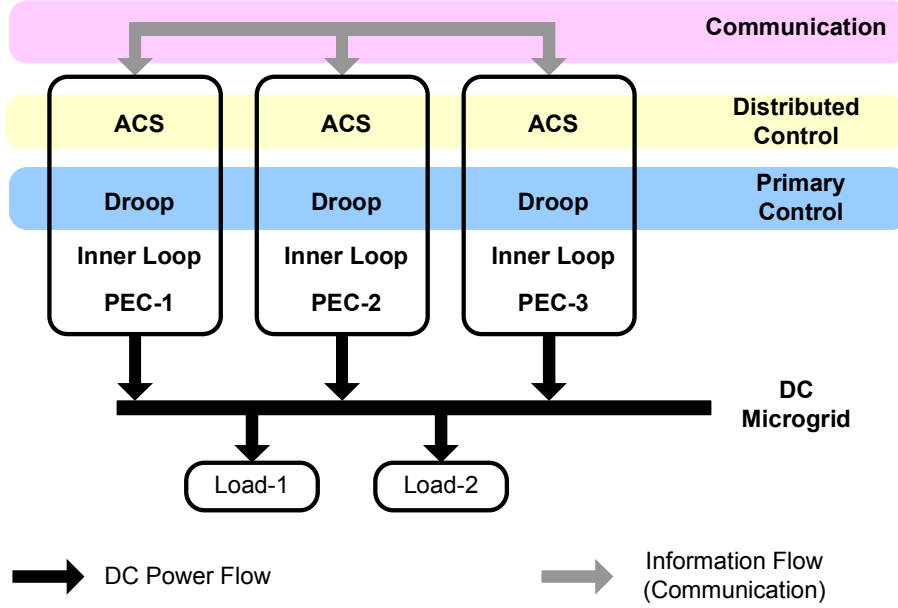 Communication
ACS ACS ACS
Distributed
Control
Droop Droop Droop
Primary
Control
Inner Loop Inner Loop Inner Loop
PEC-1 PEC-2 PEC-3
DC
Microgrid
Load-1 Load-2
DC Power Flow
Information Flow
(Communication)